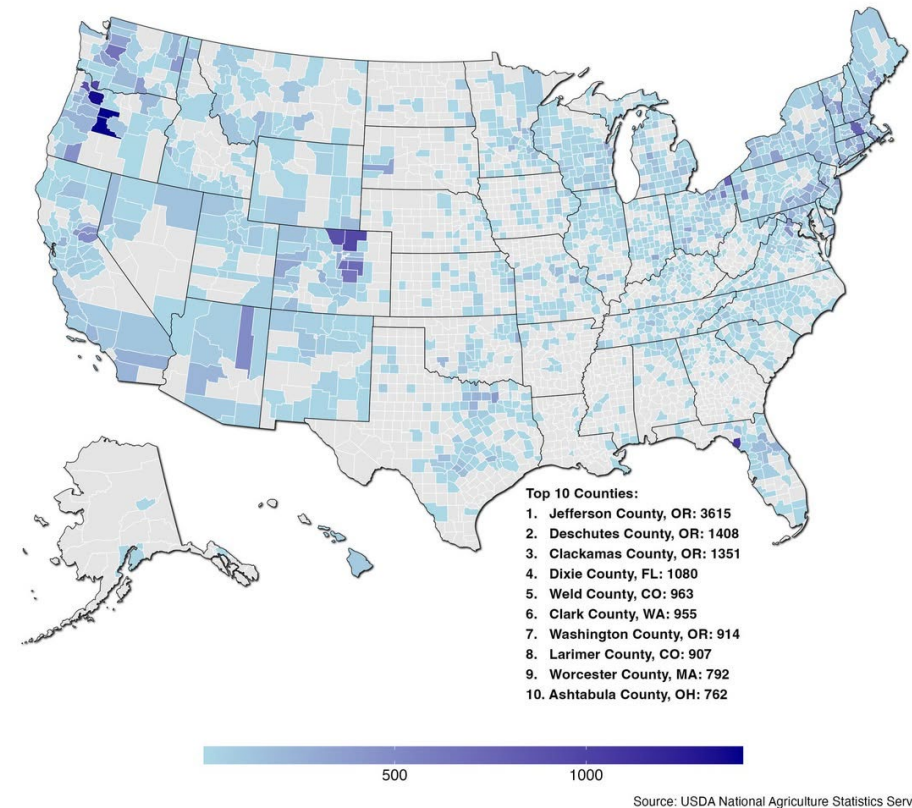 Top 10 Counties:
1. Jefferson County, OR: 3615
2. Deschutes County, OR: 1408
3. Clackamas County, OR: 1351
4. Dixie County, FL: 1080
5. Weld County, CO: 963
6. Clark County, WA: 955
7. Washington County, OR: 914
8. Larimer County, CO: 907
9. Worcester County, MA: 792
10. Ashtabula County, OH: 762
500 1000
Source: USDA National Agriculture Statistics Serv